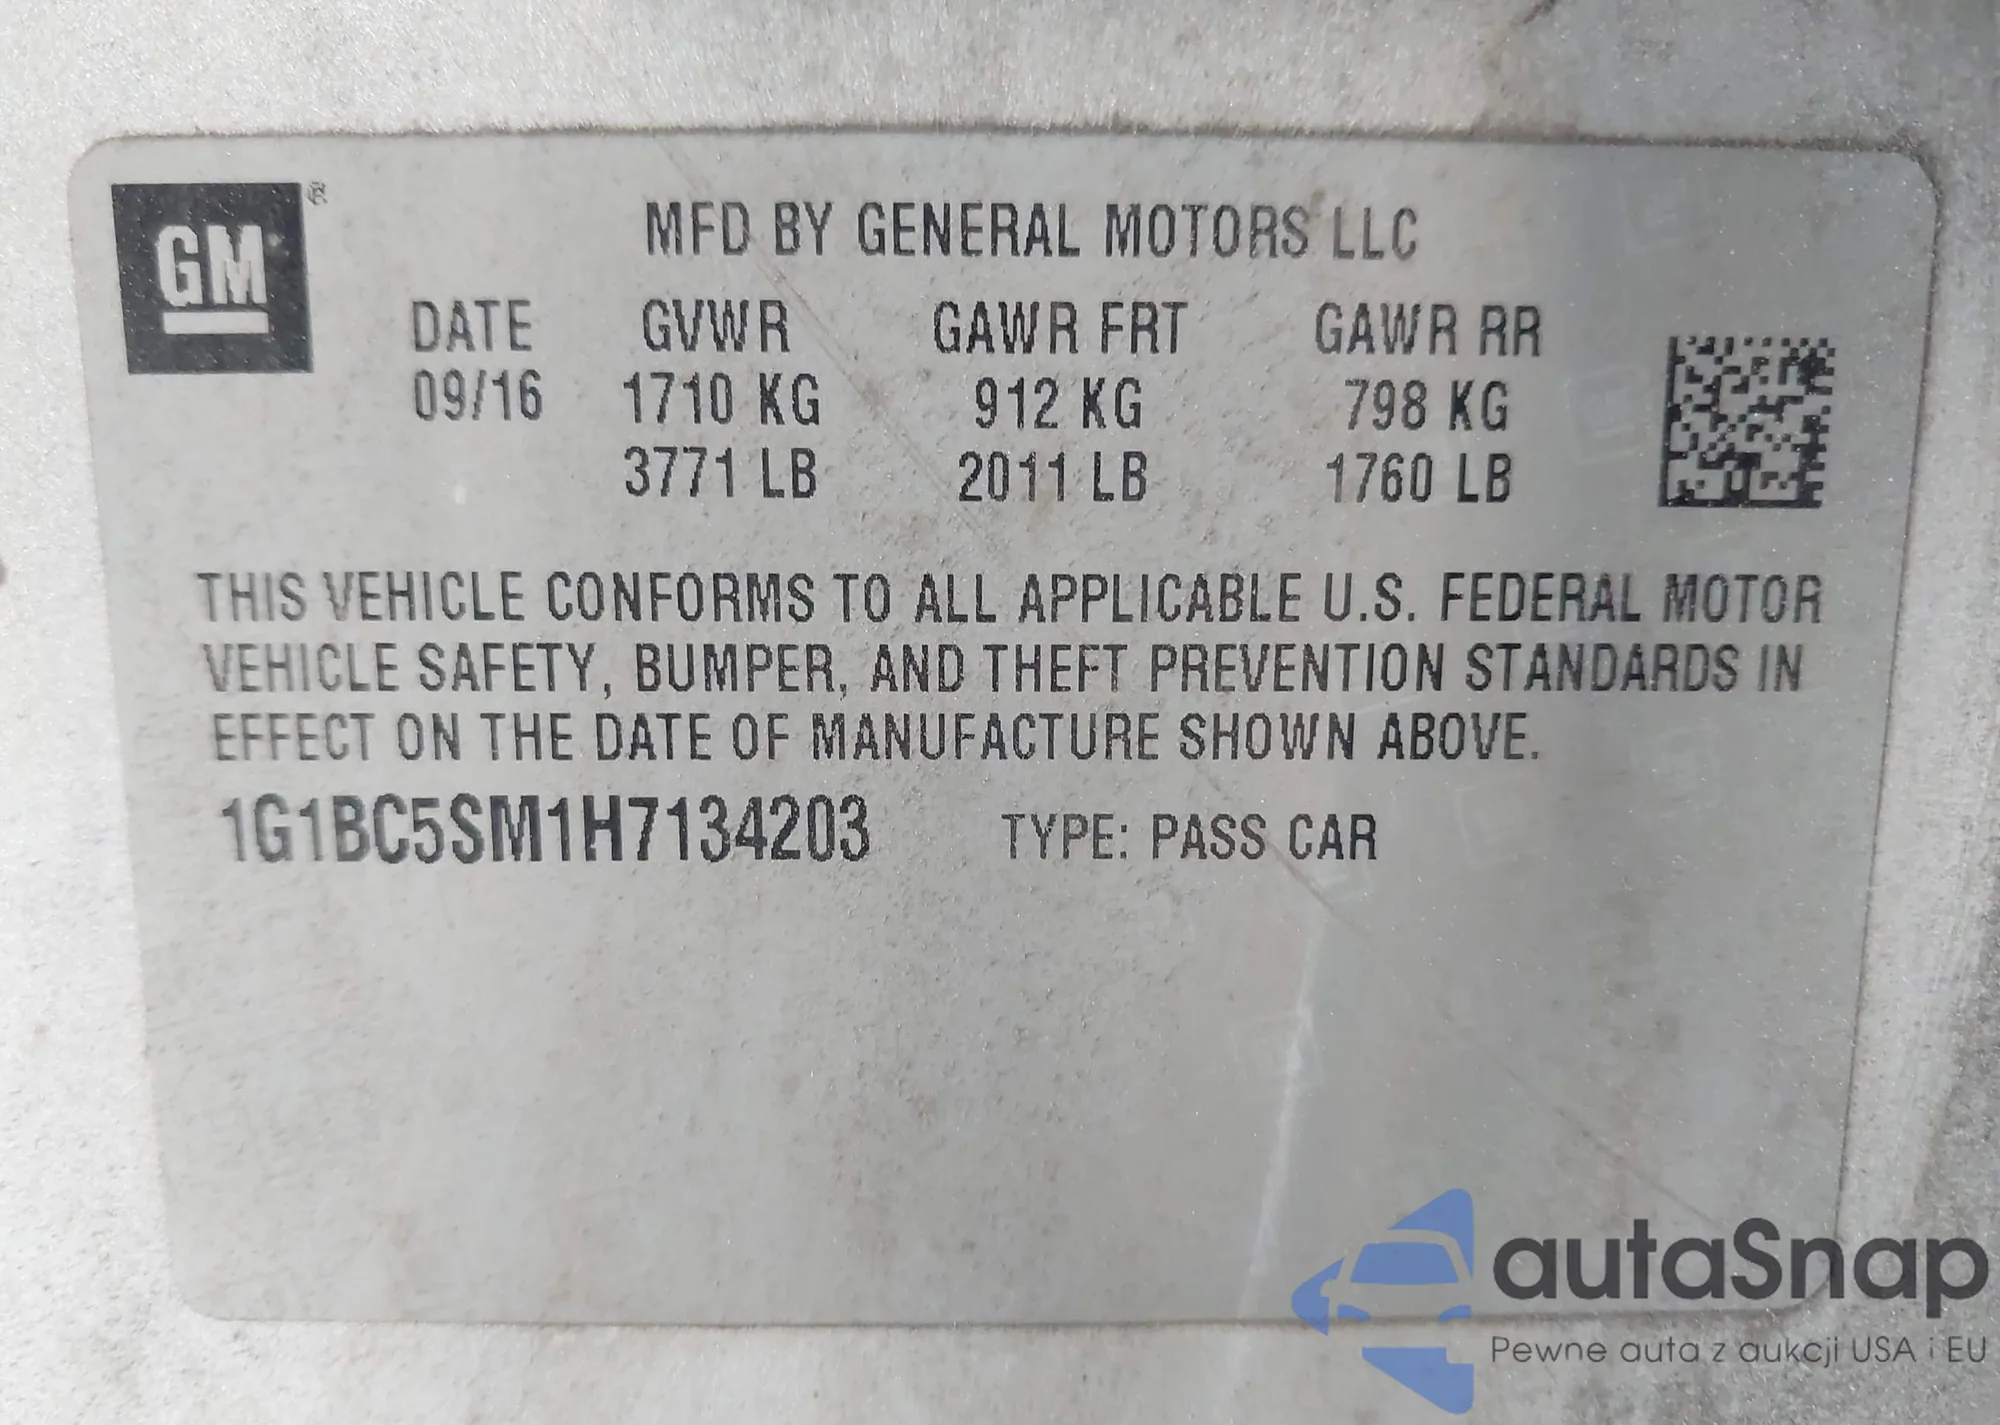 GM ®
MFD BY GENERAL MOTORS LLC
DATE GVWR GAWR FRT GAWR RR
09/16 1710 KG 912 KG 798 KG
3771 LB 2011 LB 1760 LB
THIS VEHICLE CONFORMS TO ALL APPLICABLE U.S. FEDERAL MOTOR
VEHICLE SAFETY, BUMPER, AND THEFT PREVENTION STANDARDS IN
EFFECT ON THE DATE OF MANUFACTURE SHOWN ABOVE.
1G1BC5SM1H7134203 TYPE: PASS CAR
autaSnap
Pewne auta z aukcji USA i EU